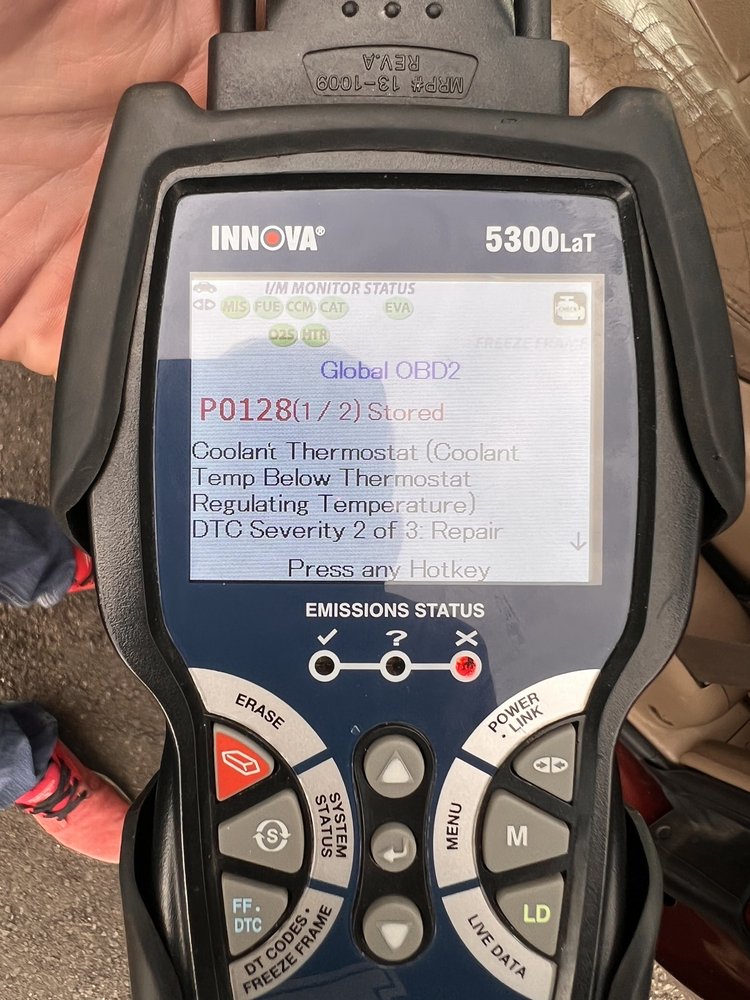 MRP# 13-1009
REV.A
INNOVA®
5300LaT
I/M MONITOR STATUS
MIS FUE CCM CAT EVA
CHECK
O2S HTR
FREEZE FRAME
Global OBD2
P0128(1 / 2) Stored
Coolant Thermostat (Coolant
Temp Below Thermostat
Regulating Temperature)
DTC Severity 2 of 3: Repair
Press any Hotkey
EMISSIONS STATUS
✓ ? X
ERASE
POWER
• LINK
S
SYSTEM
STATUS
MENU
M
FF•
DTC
LD
DT CODES •
FREEZE FRAME
LIVE DATA